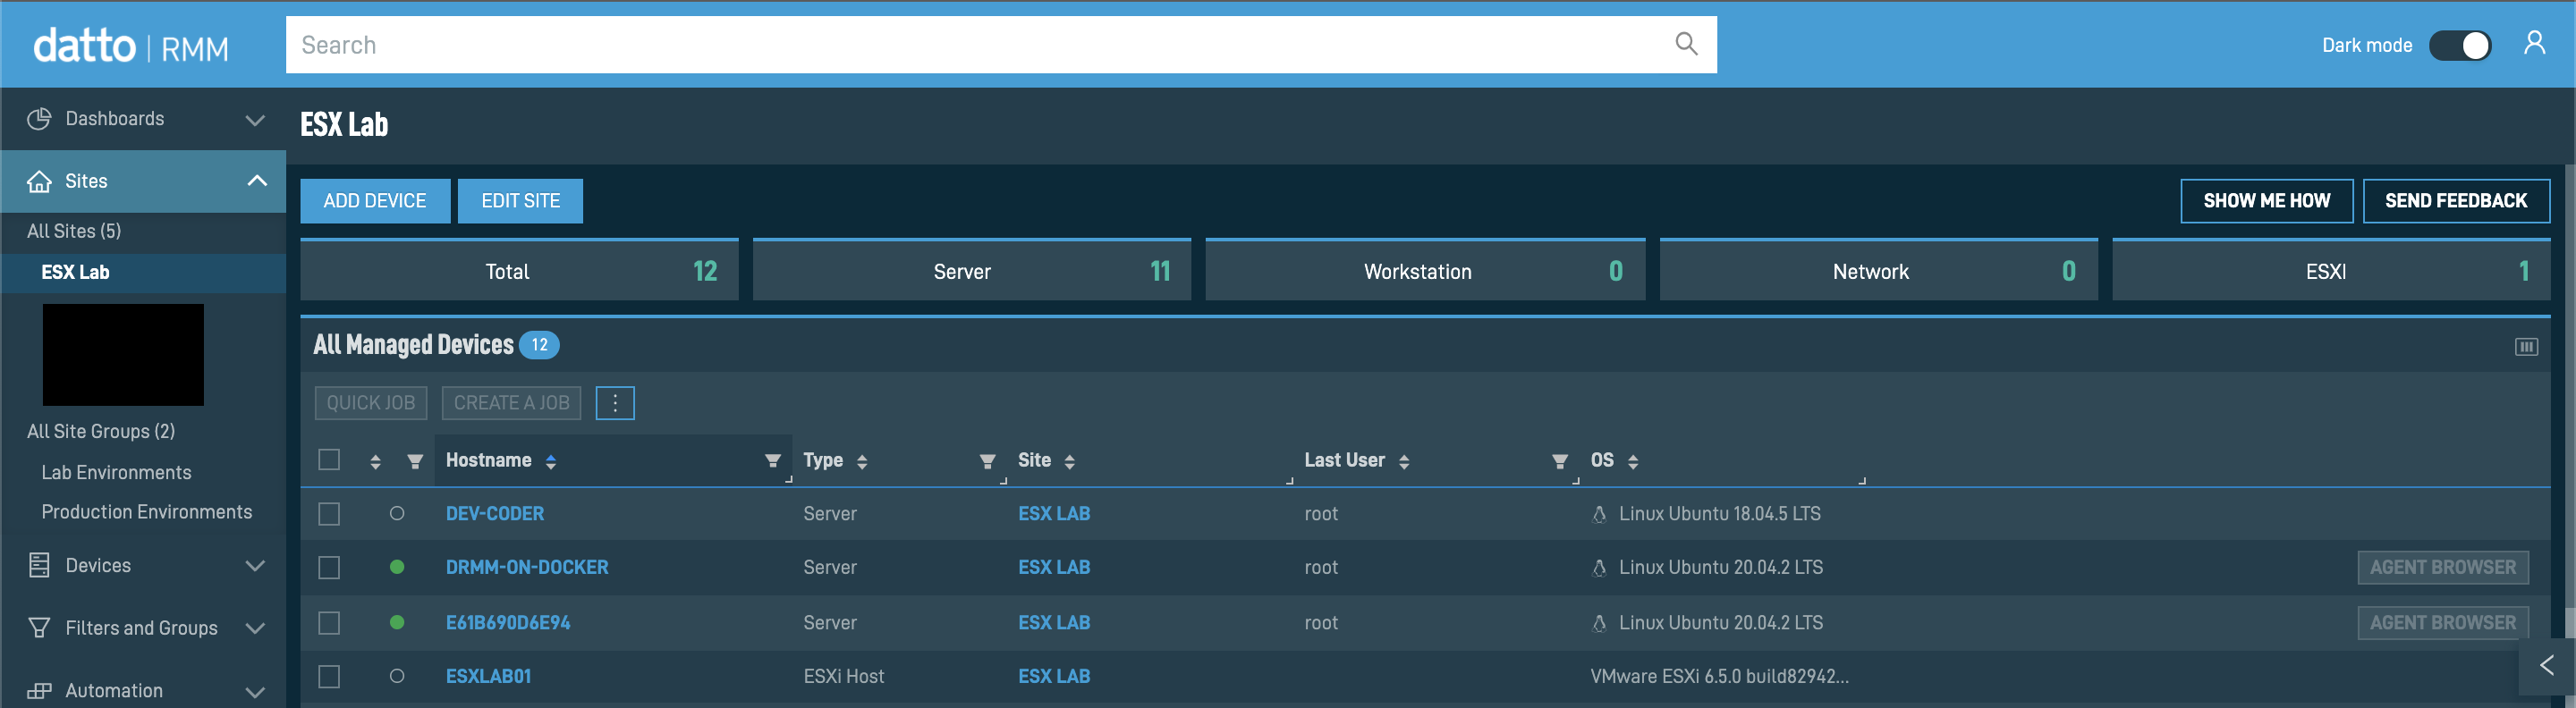 datto | RMM
Search
Dark mode
Dashboards
Sites
All Sites (5)
ESX Lab
All Site Groups (2)
Lab Environments
Production Environments
Devices
Filters and Groups
Automation
ESX Lab
ADD DEVICE EDIT SITE SHOW ME HOW SEND FEEDBACK
Total 12 Server 11 Workstation 0 Network 0 ESXI 1
All Managed Devices 12
QUICK JOB CREATE A JOB
Hostname Type Site Last User OS
DEV-CODER Server ESX LAB root Linux Ubuntu 18.04.5 LTS
DRMM-ON-DOCKER Server ESX LAB root Linux Ubuntu 20.04.2 LTS AGENT BROWSER
E61B690D6E94 Server ESX LAB root Linux Ubuntu 20.04.2 LTS AGENT BROWSER
ESXLAB01 ESXi Host ESX LAB VMware ESXi 6.5.0 build82942...